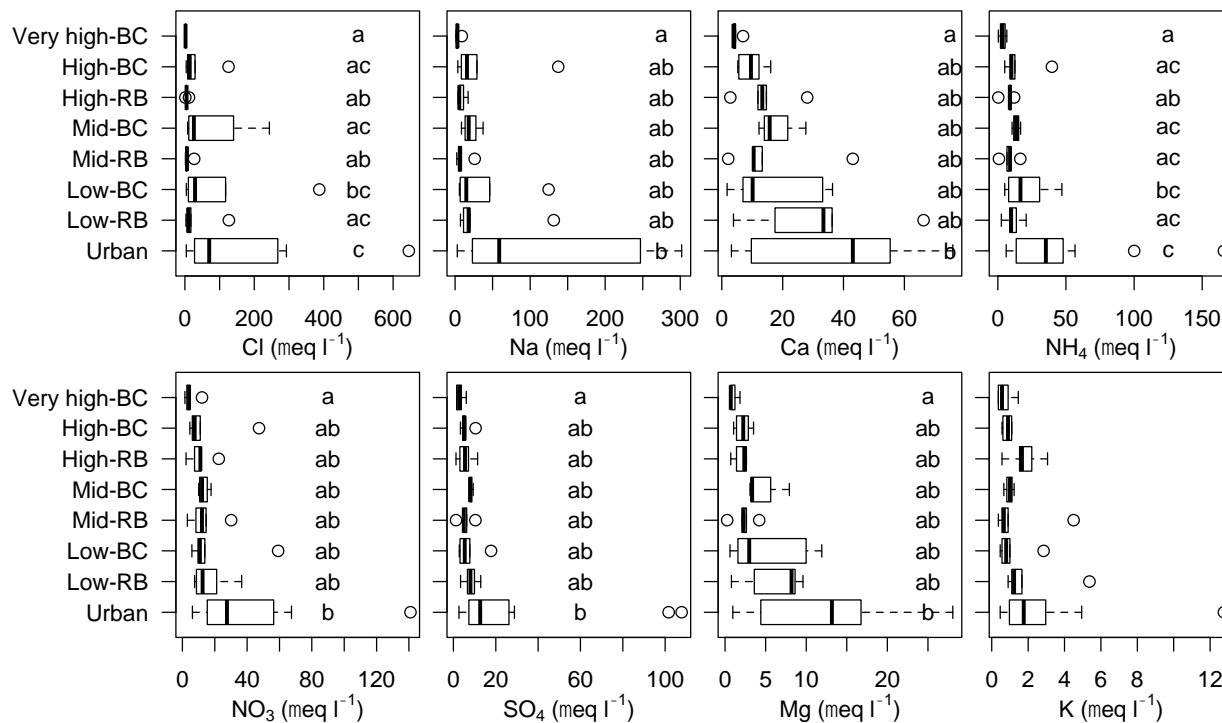 Very high-BC a a a a
High-BC ac ab ab ac
High-RB ab ab ab ab
Mid-BC ac ab ab ac
Mid-RB ab ab ab ac
Low-BC bc ab ab bc
Low-RB ac ab ab ac
Urban c b b c
0 200 400 600 0 100 300 0 20 40 60 0 50 100 150
Cl (meq l⁻¹) Na (meq l⁻¹) Ca (meq l⁻¹) NH₄ (meq l⁻¹)
Very high-BC a a a
High-BC ab ab ab
High-RB ab ab ab
Mid-BC ab ab ab
Mid-RB ab ab ab
Low-BC ab ab ab
Low-RB ab ab ab
Urban b b b
0 40 80 140 0 20 40 60 100 0 5 10 20 0 2 4 6 8 12
NO₃ (meq l⁻¹) SO₄ (meq l⁻¹) Mg (meq l⁻¹) K (meq l⁻¹)